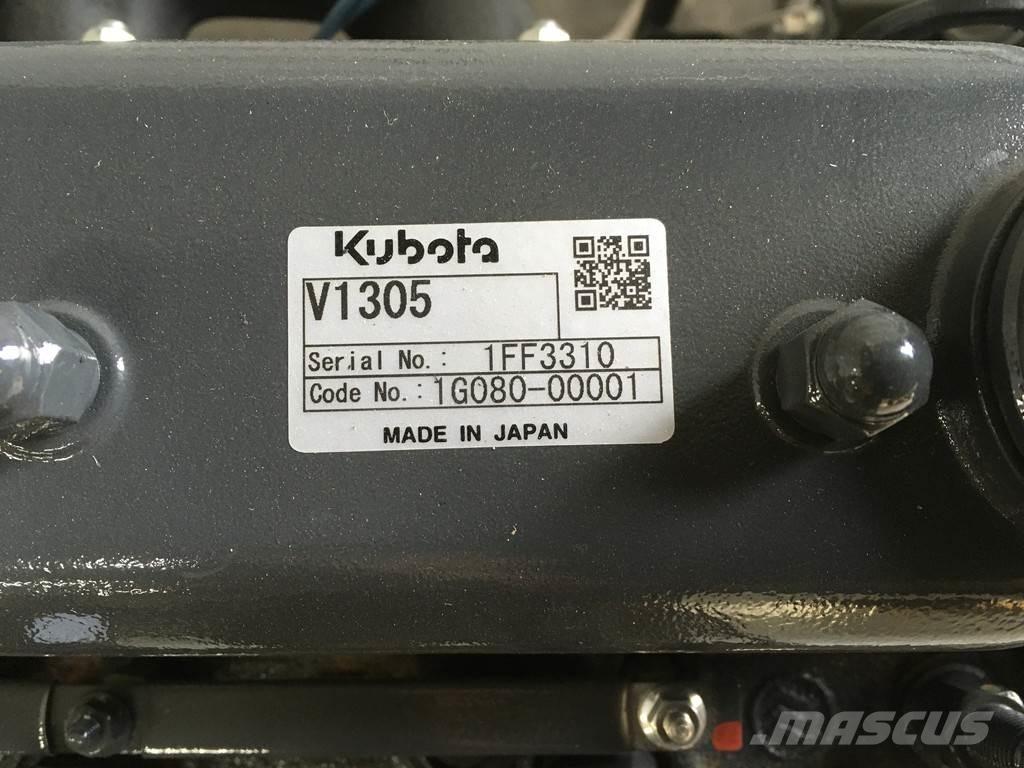 Kubota
V1305
Serial No.: 1FF3310
Code No.: 1G080-00001
MADE IN JAPAN
MASCUS